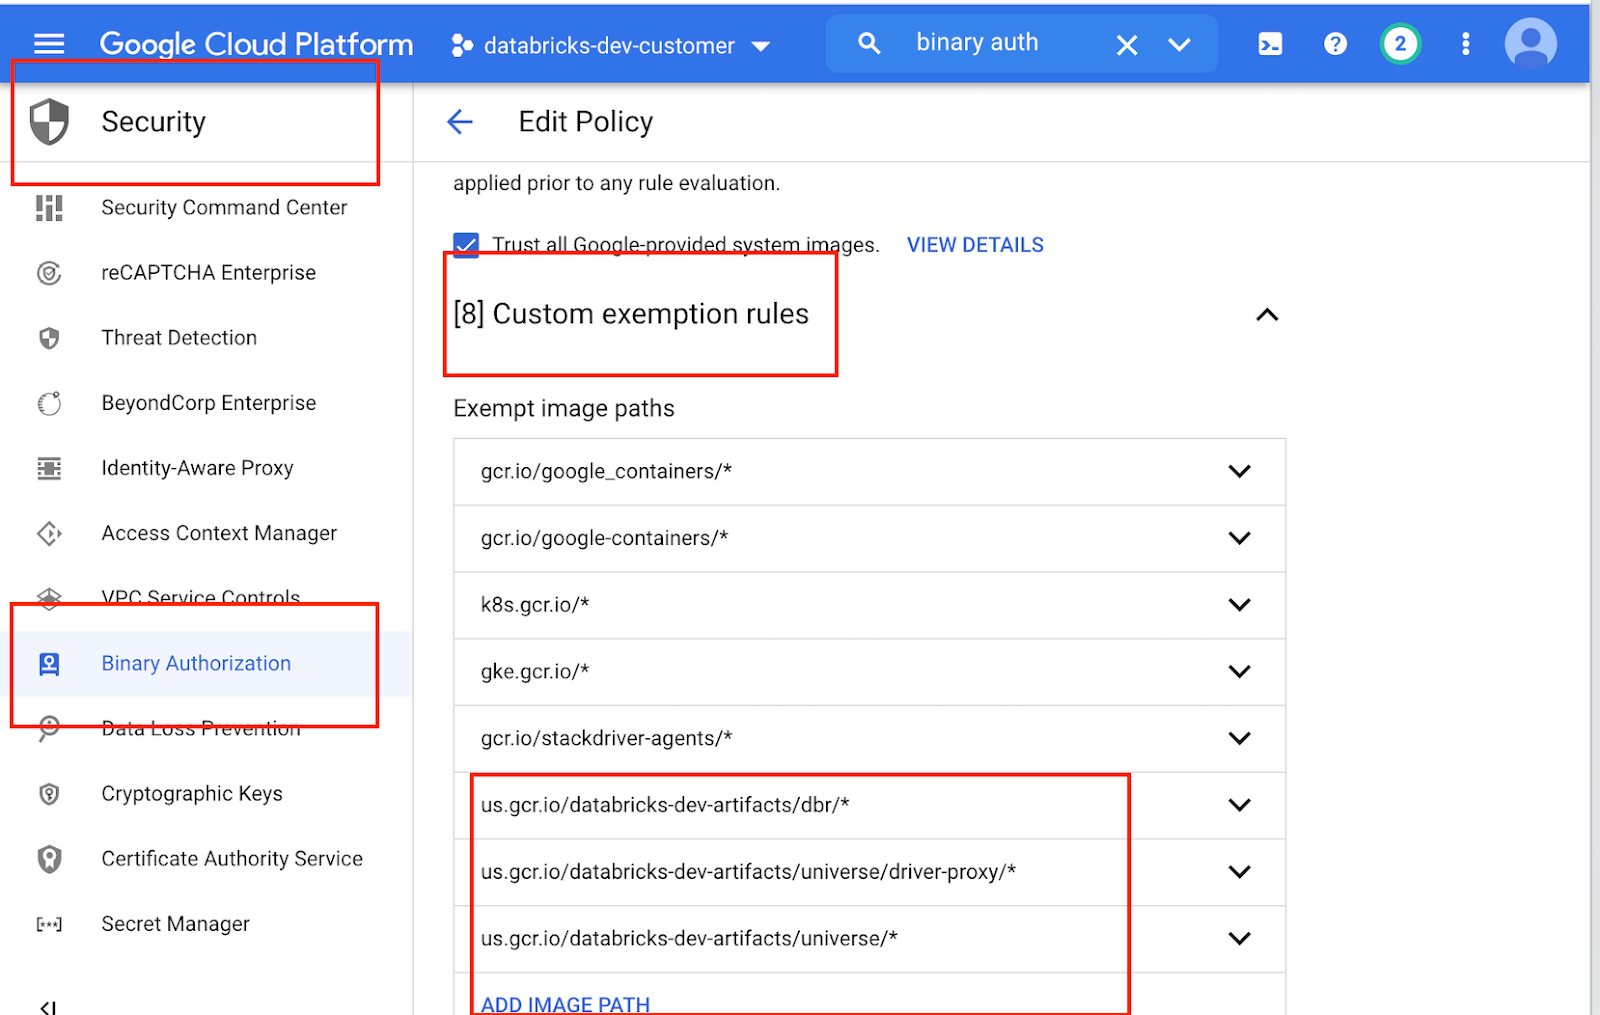 Google Cloud Platform
databricks-dev-customer
binary auth
2
Security
Edit Policy
Security Command Center
reCAPTCHA Enterprise
Threat Detection
BeyondCorp Enterprise
Identity-Aware Proxy
Access Context Manager
VPC Service Controls
Binary Authorization
Data Loss Prevention
Cryptographic Keys
Certificate Authority Service
Secret Manager
applied prior to any rule evaluation.
Trust all Google-provided system images. VIEW DETAILS
[8] Custom exemption rules
Exempt image paths
gcr.io/google_containers/*
gcr.io/google-containers/*
k8s.gcr.io/*
gke.gcr.io/*
gcr.io/stackdriver-agents/*
us.gcr.io/databricks-dev-artifacts/dbr/*
us.gcr.io/databricks-dev-artifacts/universe/driver-proxy/*
us.gcr.io/databricks-dev-artifacts/universe/*
ADD IMAGE PATH